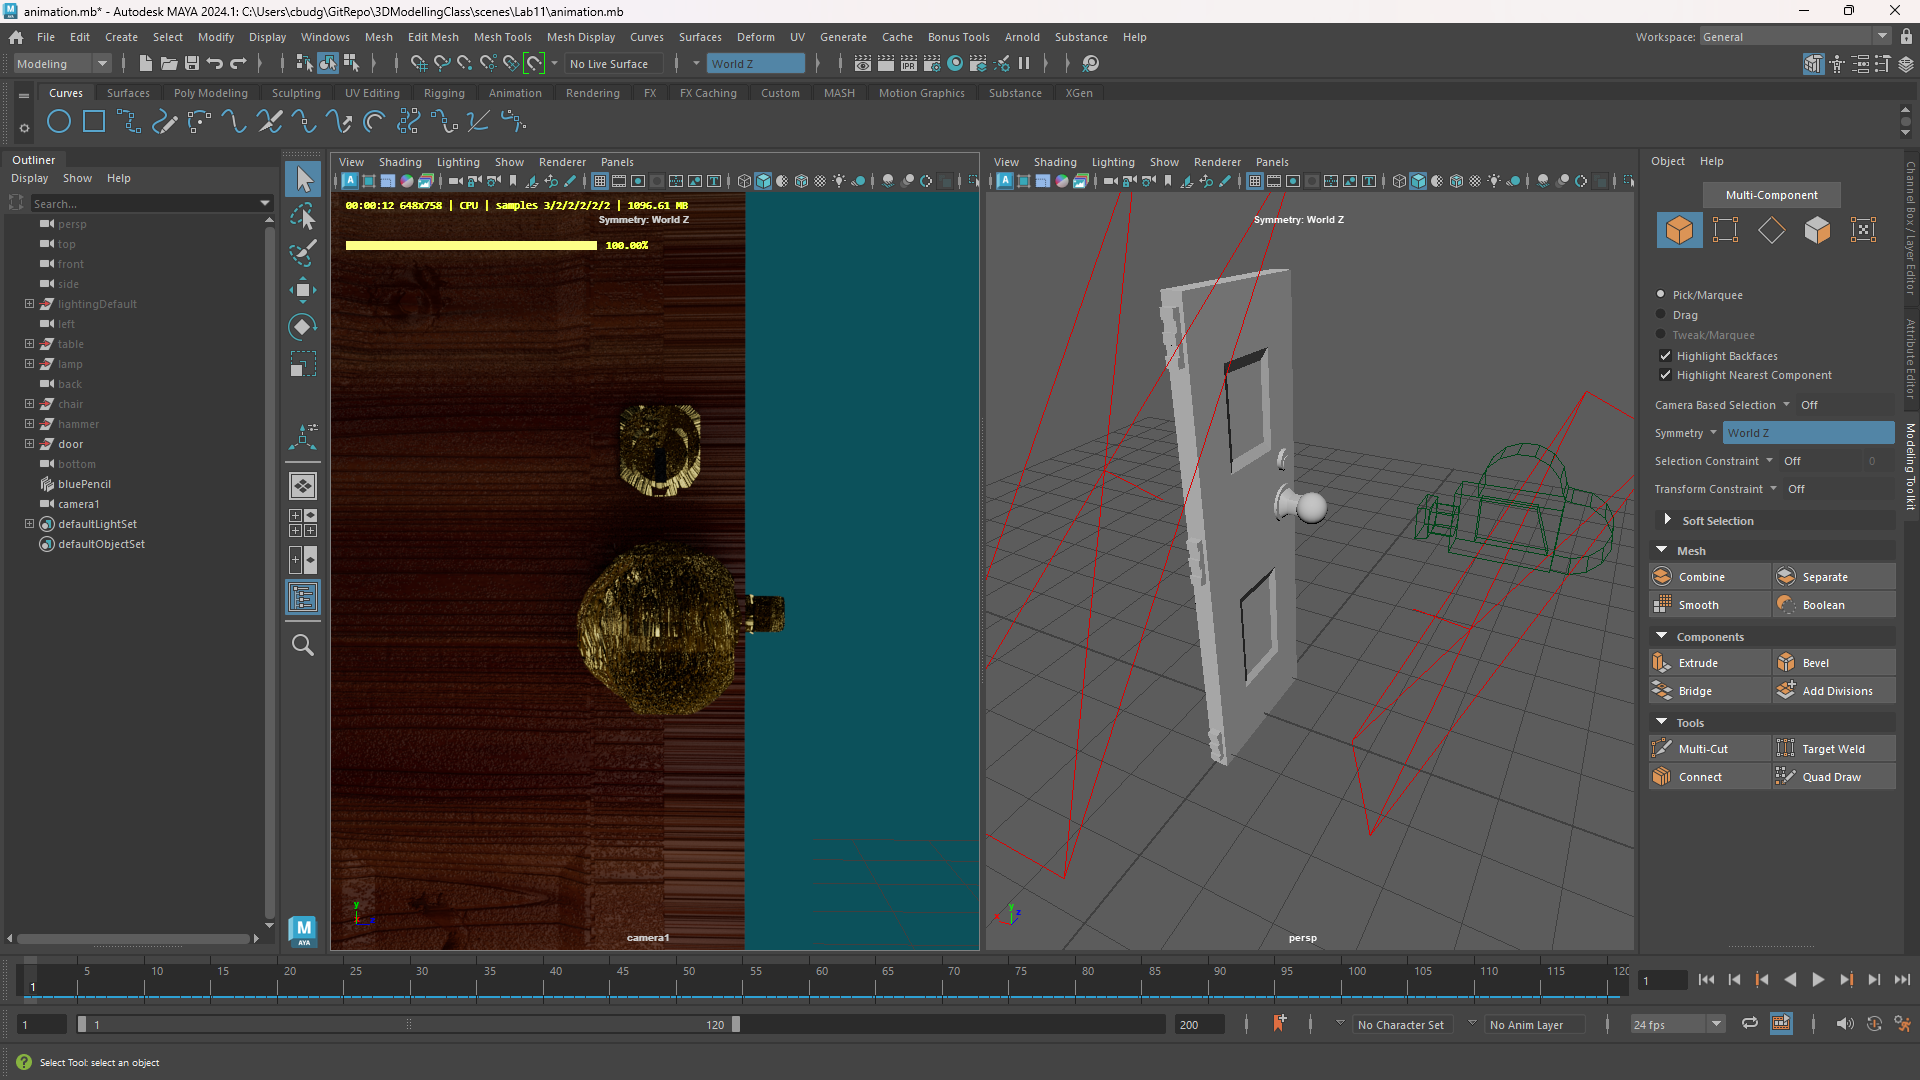 animation.mb* - Autodesk MAYA 2024.1: C:\Users\cbudg\GitRepo\3DModellingClass\scenes\Lab11\animation.mb
File Edit Create Select Modify Display Windows Mesh Edit Mesh Mesh Tools Mesh Display Curves Surfaces Deform UV Generate Cache Bonus Tools Arnold Substance Help Workspace: General
Modeling No Live Surface World Z IPR
Curves Surfaces Poly Modeling Sculpting UV Editing Rigging Animation Rendering FX FX Caching Custom MASH Motion Graphics Substance XGen
Outliner
Display Show Help
Search...
persp
top
front
side
lightingDefault
left
table
lamp
back
chair
hammer
door
bottom
bluePencil
camera1
defaultLightSet
defaultObjectSet
M
AYA
View Shading Lighting Show Renderer Panels
00:00:12 648x758 | CPU | samples 3/2/2/2/2/2 | 1096.61 MB
Symmetry: World Z
100.00%
y
camera1
View Shading Lighting Show Renderer Panels
Symmetry: World Z
y
z
x
persp
Object Help
Multi-Component
Pick/Marquee
Drag
Tweak/Marquee
Highlight Backfaces
Highlight Nearest Component
Camera Based Selection Off
Symmetry World Z
Selection Constraint Off 0
Transform Constraint Off
Soft Selection
Mesh
Combine Separate
Smooth Boolean
Components
Extrude Bevel
Bridge Add Divisions
Tools
Multi-Cut Target Weld
Connect Quad Draw
Channel Box / Layer Editor
Attribute Editor
Modeling Toolkit
5 10 15 20 25 30 35 40 45 50 55 60 65 70 75 80 85 90 95 100 105 110 115 120
1
1
1 1 120 200 No Character Set No Anim Layer 24 fps
Select Tool: select an object